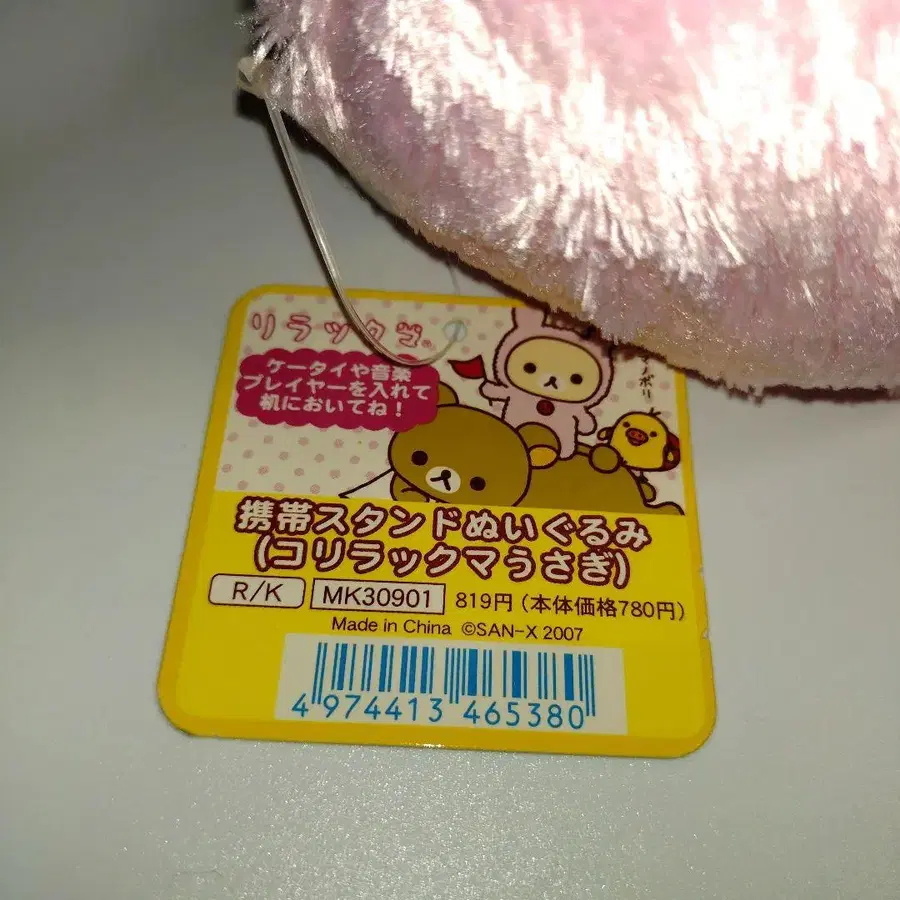 リラックマ
ケータイや音楽
プレイヤーを入れて
机においてね!
携帯スタンドぬいぐるみ
(コリラックマうさぎ)
R/K MK30901 819円(本体価格780円)
Made in China ©SAN-X 2007
4 974413 465380